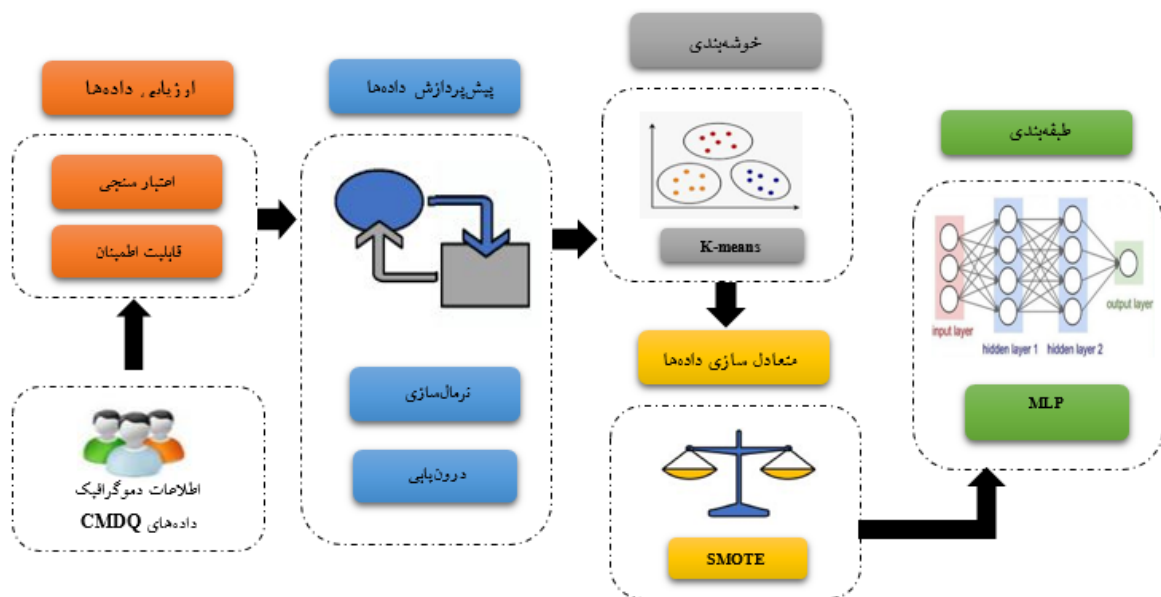 ارزیابی داده‌ها
اعتبار سنجی
قابلیت اطمینان
اطلاعات دموگرافیک
داده‌های CMDQ
پیش‌پردازش داده‌ها
نرمال‌سازی
درون‌یابی
خوشه‌بندی
K-means
متعادل سازی داده‌ها
SMOTE
طبقه‌بندی
input layer
hidden layer 1
hidden layer 2
output layer
MLP